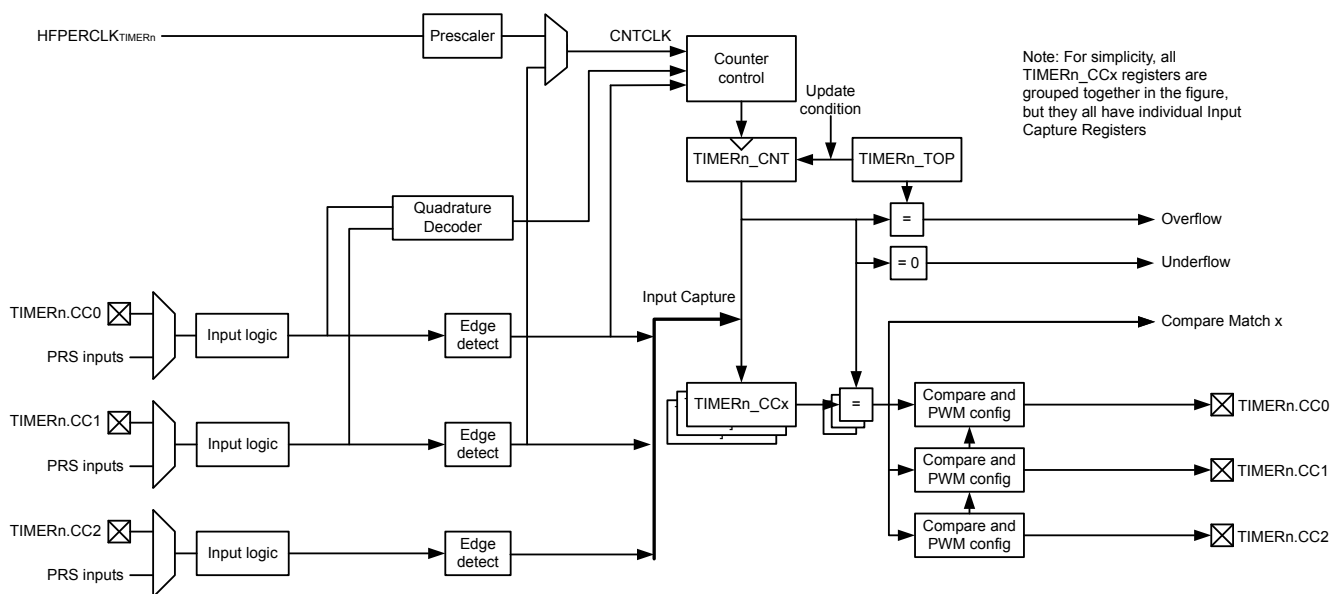 HFPERCLKTIMERn
Prescaler
CNTCLK
Counter
control
Note: For simplicity, all
TIMERn_CCx registers are
grouped together in the figure,
but they all have individual Input
Capture Registers
Update
condition
TIMERn_CNT
TIMERn_TOP
Quadrature
Decoder
=
Overflow
= 0
Underflow
Input Capture
TIMERn.CC0
PRS inputs
Input logic
Edge
detect
Compare Match x
TIMERn_CCx
=
Compare and
PWM config
TIMERn.CC0
TIMERn.CC1
PRS inputs
Input logic
Edge
detect
Compare and
PWM config
TIMERn.CC1
TIMERn.CC2
PRS inputs
Input logic
Edge
detect
Compare and
PWM config
TIMERn.CC2